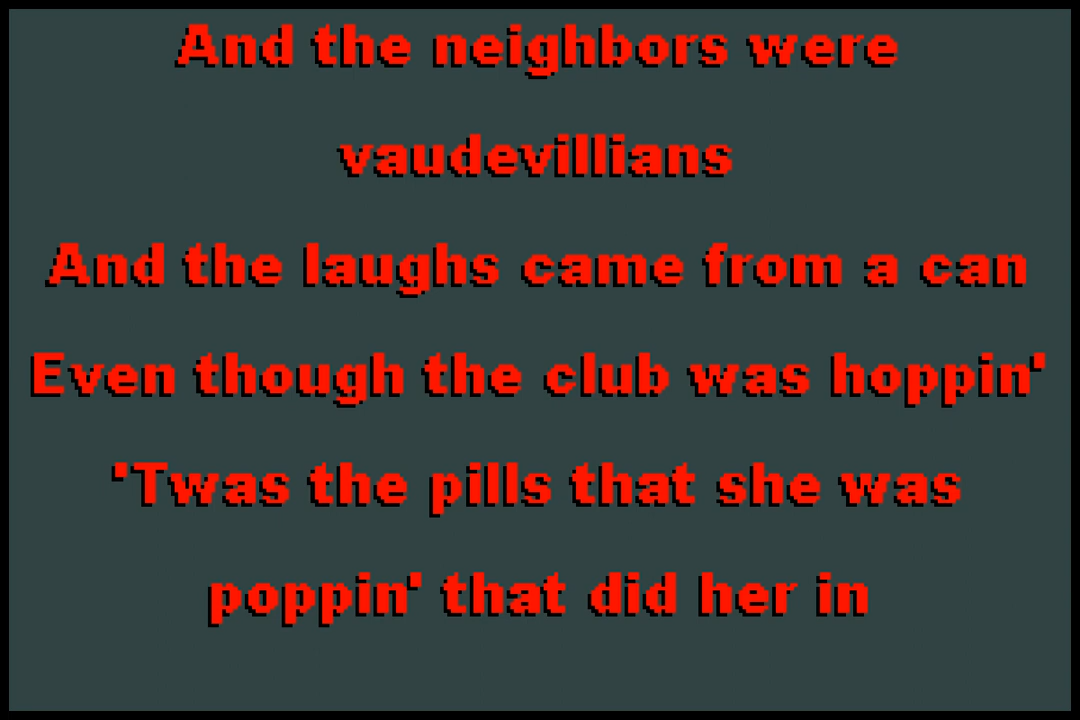 And the neighbors were
vaudevillians
And the laughs came from a can
Even though the club was hoppin'
'Twas the pills that she was
poppin' that did her in